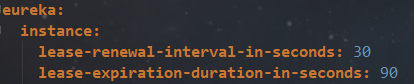 eureka:
  instance:
    lease-renewal-interval-in-seconds: 30
    lease-expiration-duration-in-seconds: 90